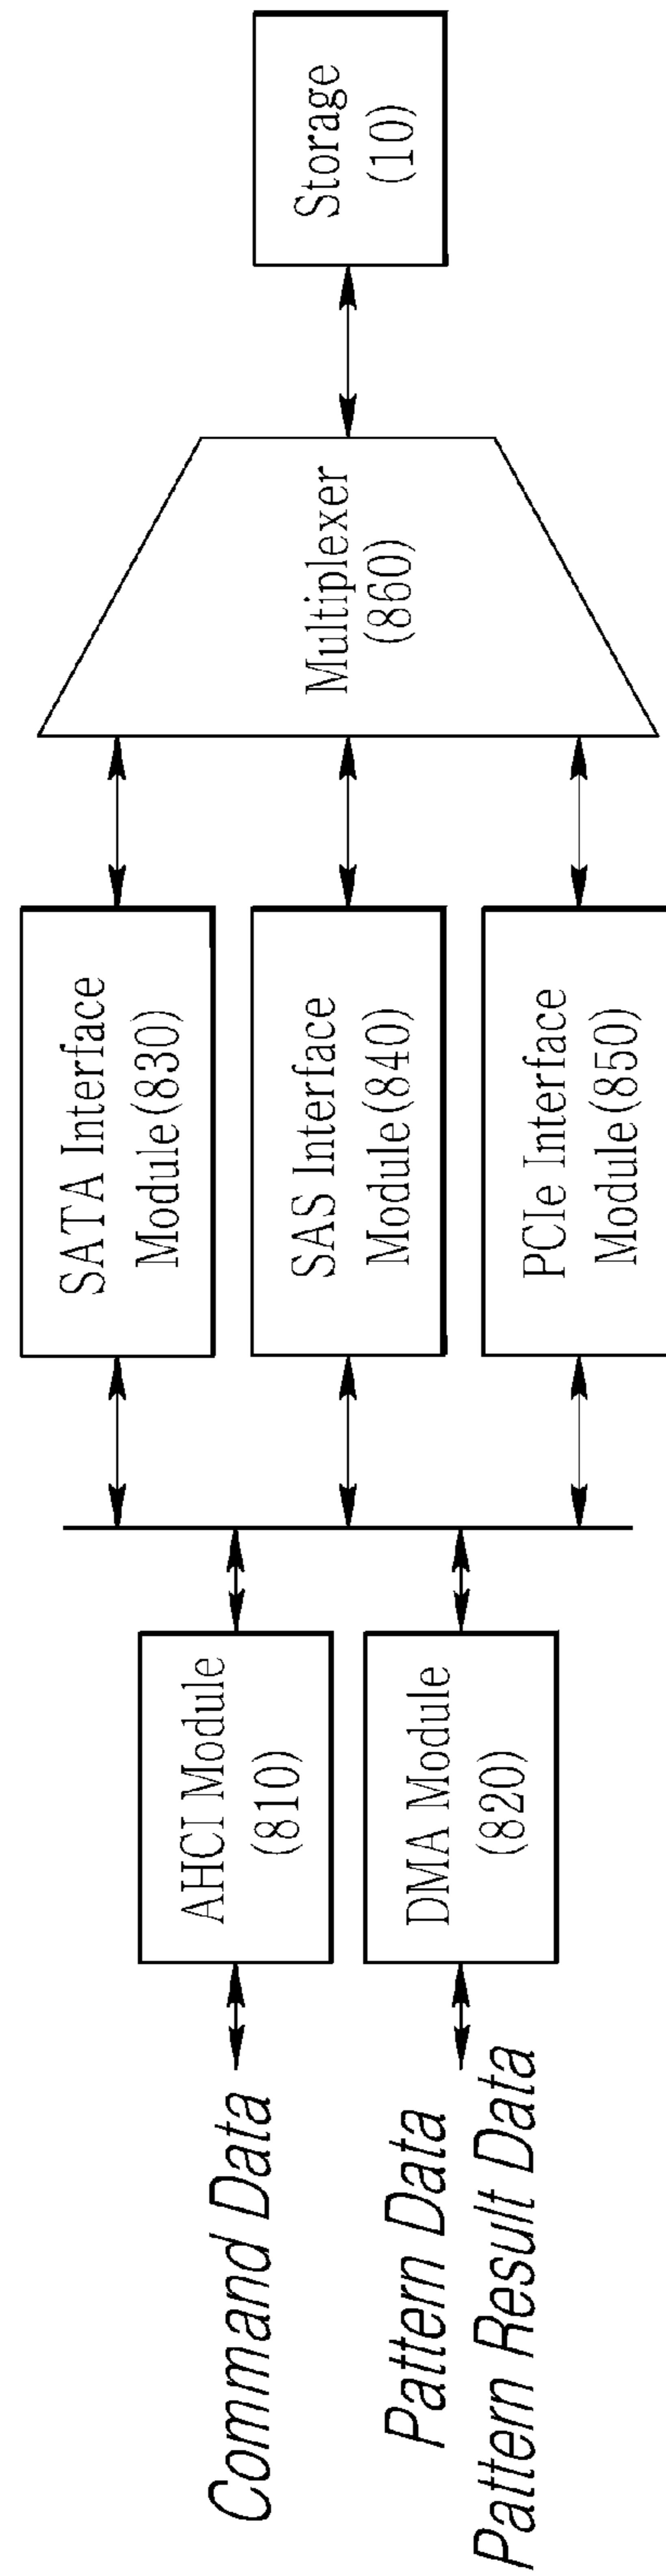 Command Data
Pattern Data
Pattern Result Data
AHCI Module
(810)
DMA Module
(820)
SATA Interface
Module(830)
SAS Interface
Module(840)
PCIe Interface
Module(850)
Multiplexer
(860)
Storage
(10)